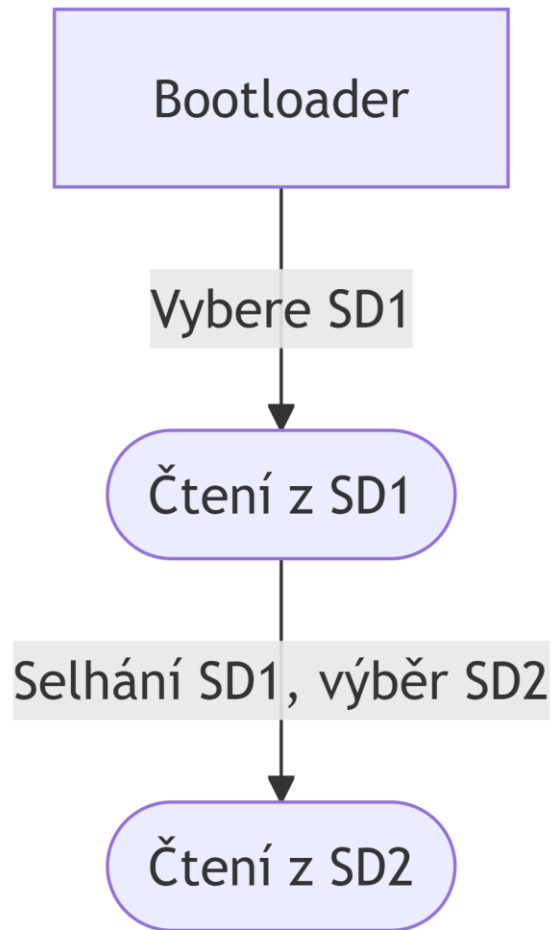 Bootloader
Vybere SD1
Čtení z SD1
Selhání SD1, výběr SD2
Čtení z SD2